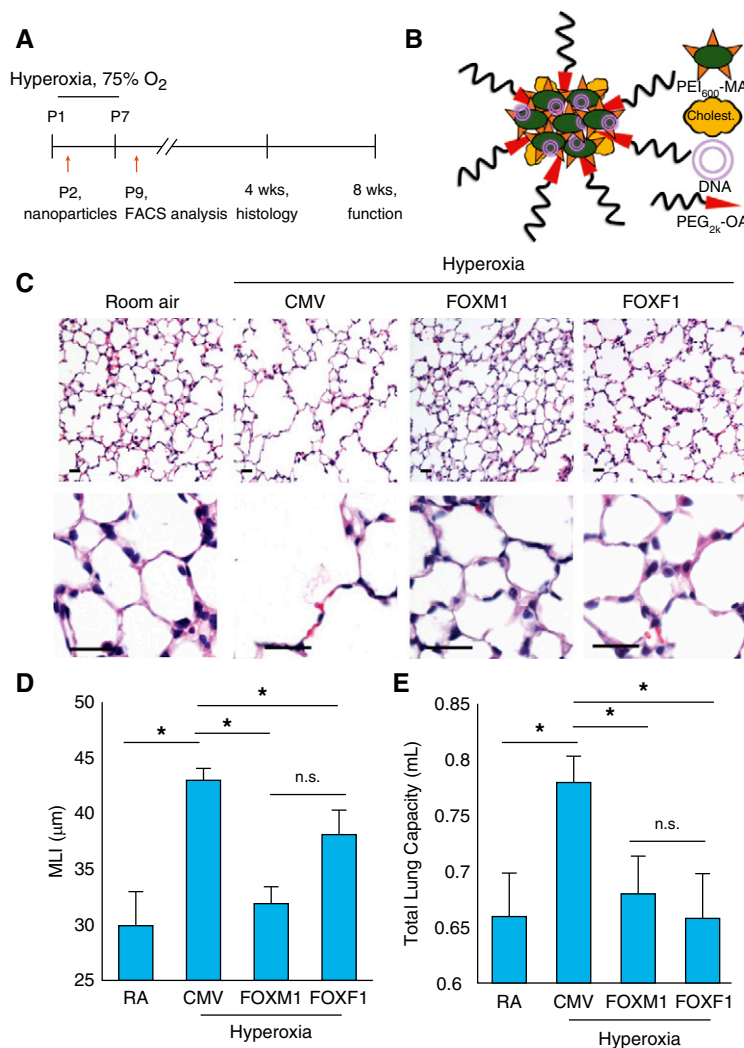 A
Hyperoxia, 75% O2
P1 P7
P2, P9, 4 wks, 8 wks,
nanoparticles FACS analysis histology function
B
PEI600-MA
Cholest.
DNA
PEG2k-OA
C
Hyperoxia
Room air CMV FOXM1 FOXF1
D
50
45
40
35
30
25
MLI (μm)
*
* *
n.s.
RA CMV FOXM1 FOXF1
Hyperoxia
E
0.85
0.8
0.75
0.7
0.65
0.6
Total Lung Capacity (mL)
*
* *
n.s.
RA CMV FOXM1 FOXF1
Hyperoxia